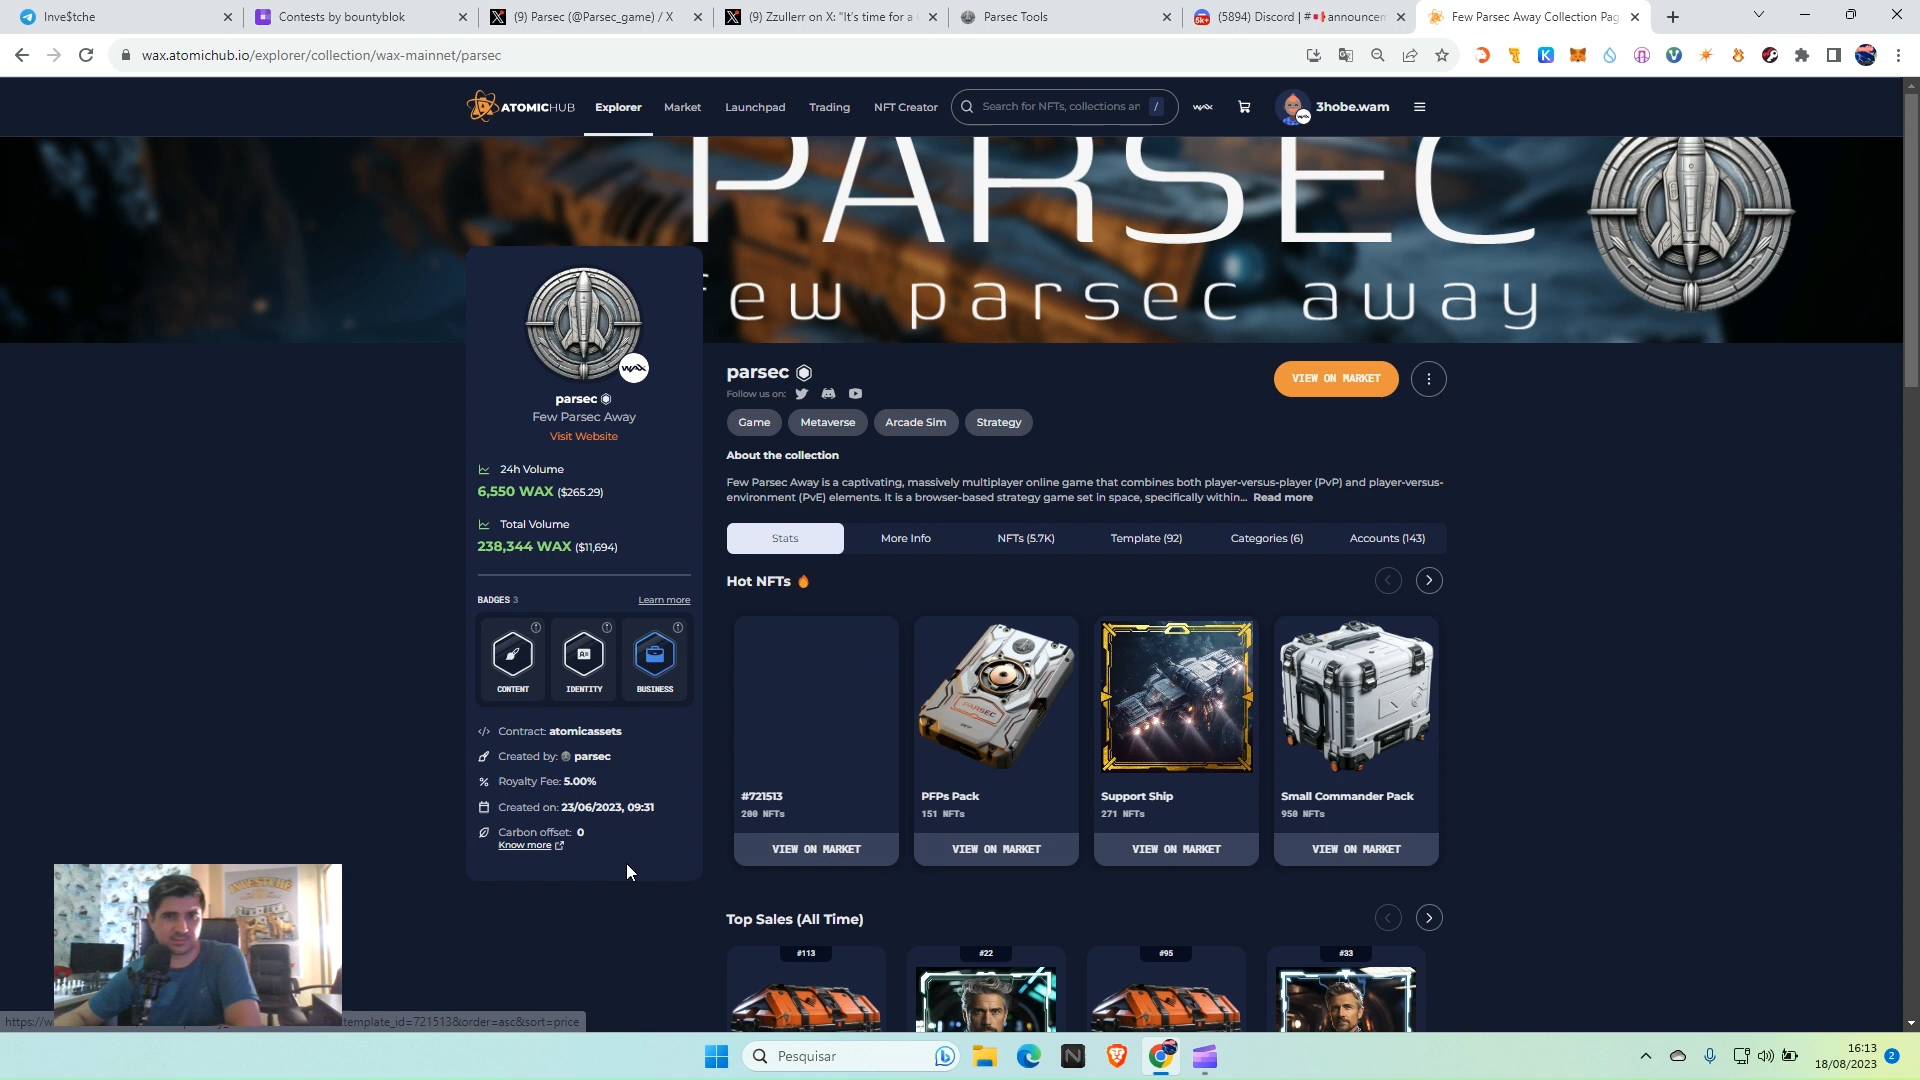 Inve$tche
Contests by bountyblok
(9) Parsec (@Parsec_game) / X
(9) Zzullerr on X: "It's time for a
Parsec Tools
(5894) Discord | # announcem
Few Parsec Away Collection Pag
wax.atomichub.io/explorer/collection/wax-mainnet/parsec
ATOMICHUB
Explorer
Market
Launchpad
Trading
NFT Creator
Search for NFTs, collections an
/
3hobe.wam
PARSEC
few parsec away
WAX
parsec
Few Parsec Away
Visit Website
24h Volume
6,550 WAX ($265.29)
Total Volume
238,344 WAX ($11,694)
BADGES 3
Learn more
CONTENT
IDENTITY
BUSINESS
Contract: atomicassets
Created by: parsec
Royalty Fee: 5.00%
Created on: 23/06/2023, 09:31
Carbon offset: 0
Know more
parsec
Follow us on:
VIEW ON MARKET
Game
Metaverse
Arcade Sim
Strategy
About the collection
Few Parsec Away is a captivating, massively multiplayer online game that combines both player-versus-player (PvP) and player-versus-
environment (PvE) elements. It is a browser-based strategy game set in space, specifically within... Read more
Stats
More Info
NFTs (5.7K)
Template (92)
Categories (6)
Accounts (143)
Hot NFTs
#721513
200 NFTs
VIEW ON MARKET
PARSEC
PFPs Pack
151 NFTs
VIEW ON MARKET
Support Ship
271 NFTs
VIEW ON MARKET
Small Commander Pack
950 NFTs
VIEW ON MARKET
Top Sales (All Time)
#113
#22
#95
#33
INVESTCHE
https://w
template_id=721513&order=asc&sort=price
Pesquisar
16:13
18/08/2023
2